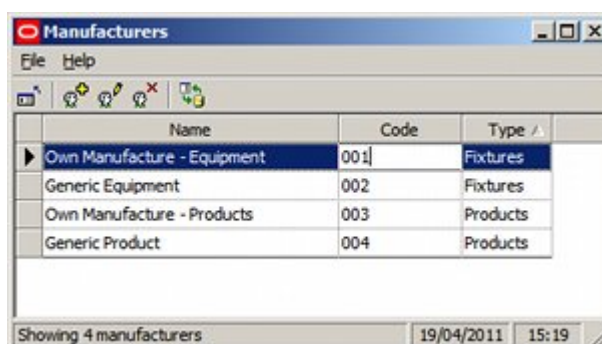 Manufacturers
File Help
Name Code Type
Own Manufacture - Equipment 001 Fixtures
Generic Equipment 002 Fixtures
Own Manufacture - Products 003 Products
Generic Product 004 Products
Showing 4 manufacturers 19/04/2011 15:19